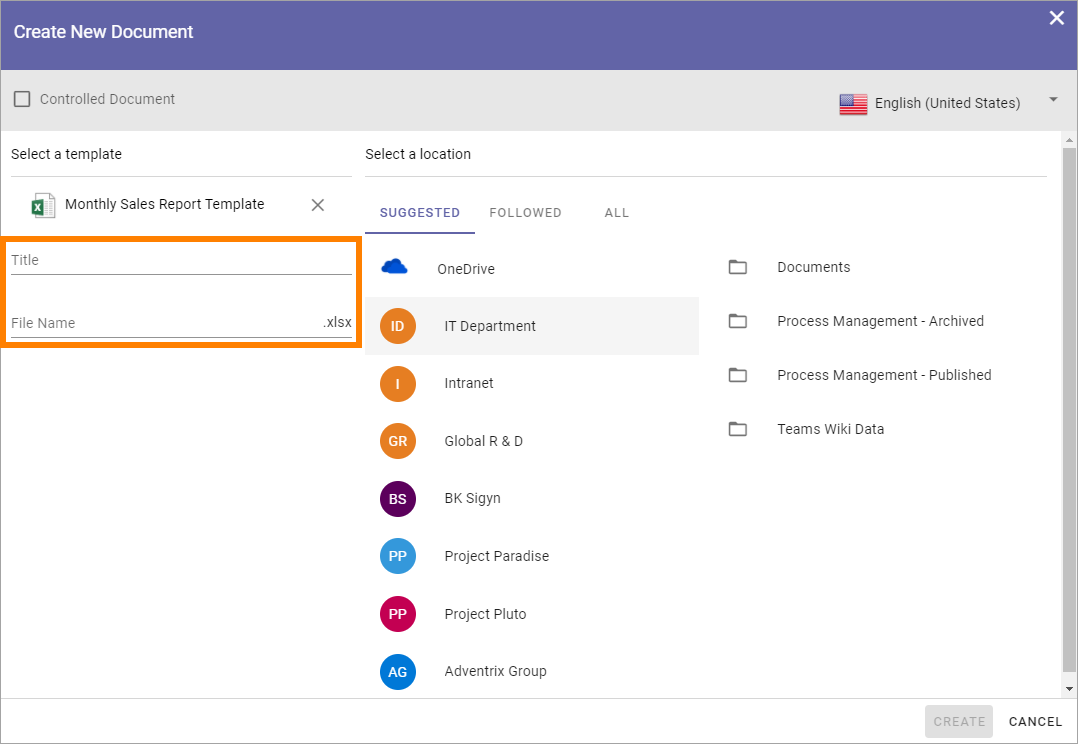 Create New Document
Controlled Document
English (United States)
Select a template
Monthly Sales Report Template
Title
File Name .xlsx
Select a location
SUGGESTED FOLLOWED ALL
OneDrive
ID IT Department
I Intranet
GR Global R & D
BS BK Sigyn
PP Project Paradise
PP Project Pluto
AG Adventrix Group
Documents
Process Management - Archived
Process Management - Published
Teams Wiki Data
CREATE CANCEL